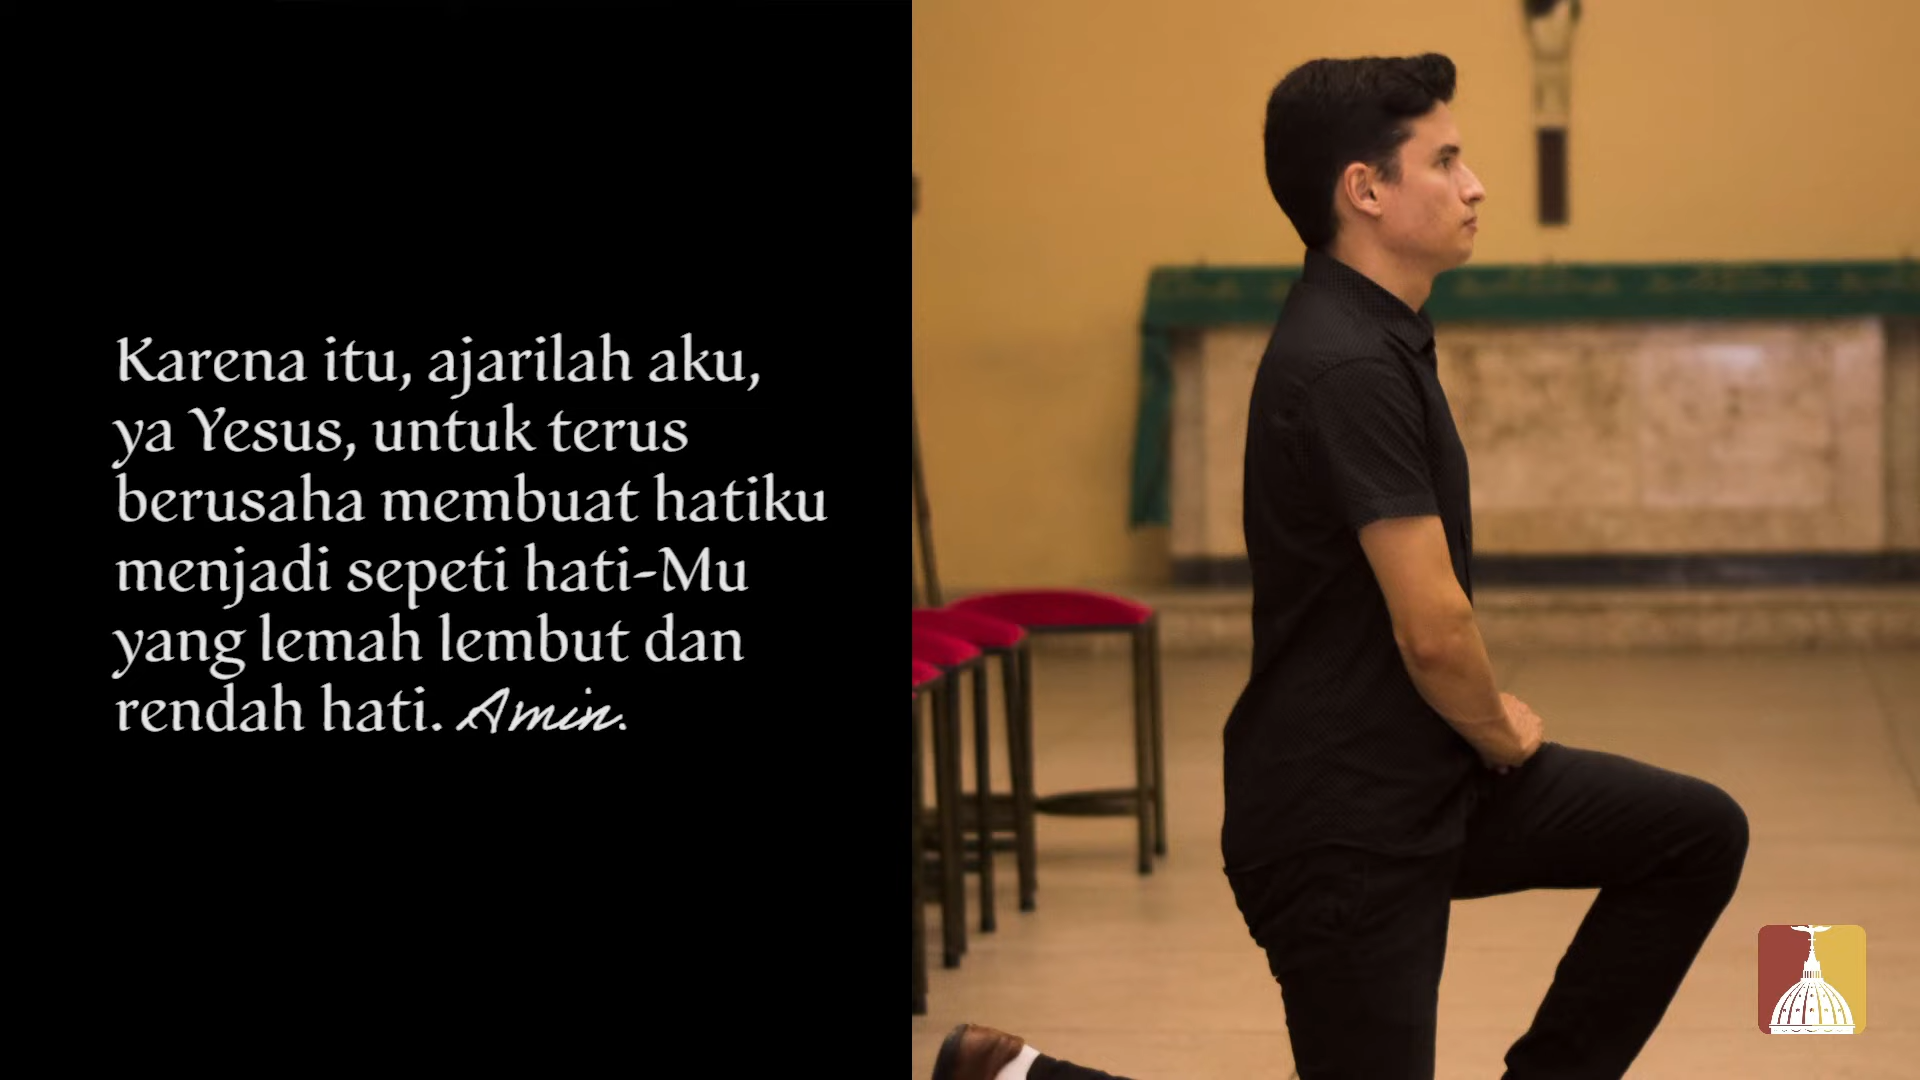 Karena itu, ajarilah aku,
ya Yesus, untuk terus
berusaha membuat hatiku
menjadi sepeti hati-Mu
yang lemah lembut dan
rendah hati. Amin.